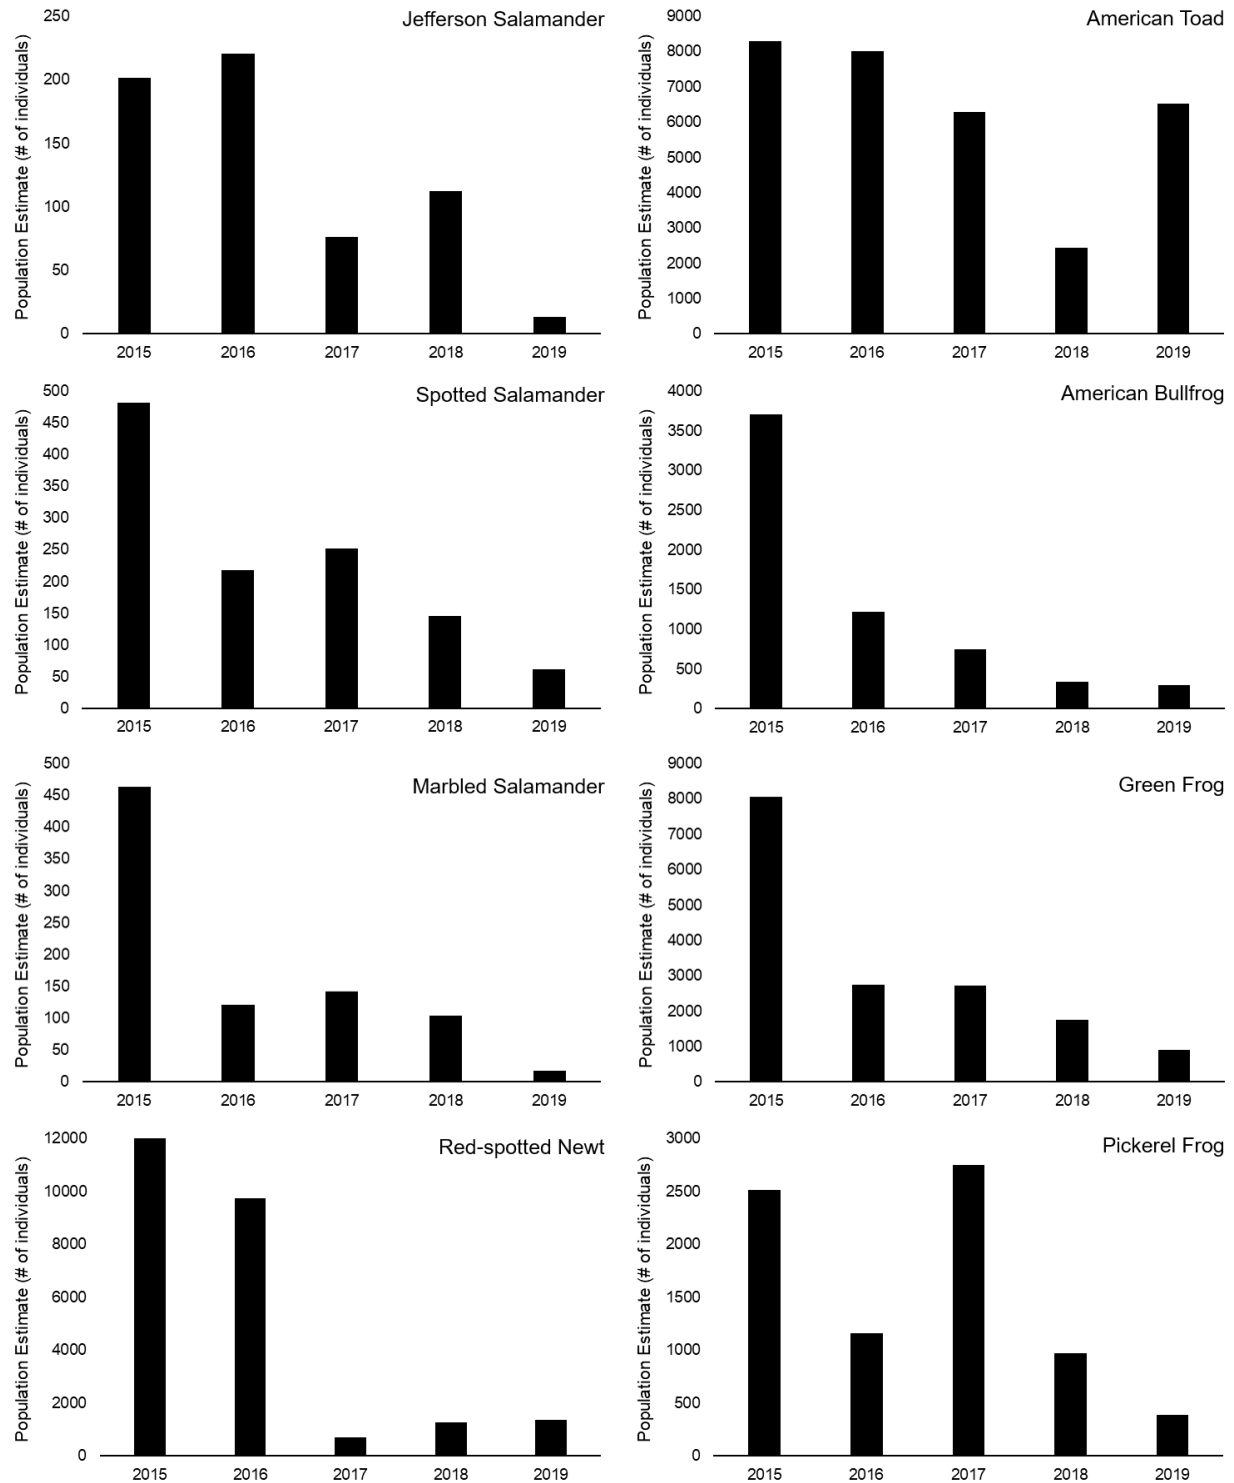 Jefferson Salamander
Population Estimate (# of individuals)
250
200
150
100
50
0
2015 2016 2017 2018 2019
American Toad
Population Estimate (# of individuals)
9000
8000
7000
6000
5000
4000
3000
2000
1000
0
2015 2016 2017 2018 2019
Spotted Salamander
Population Estimate (# of individuals)
500
450
400
350
300
250
200
150
100
50
0
2015 2016 2017 2018 2019
American Bullfrog
Population Estimate (# of individuals)
4000
3500
3000
2500
2000
1500
1000
500
0
2015 2016 2017 2018 2019
Marbled Salamander
Population Estimate (# of individuals)
500
450
400
350
300
250
200
150
100
50
0
2015 2016 2017 2018 2019
Green Frog
Population Estimate (# of individuals)
9000
8000
7000
6000
5000
4000
3000
2000
1000
0
2015 2016 2017 2018 2019
Red-spotted Newt
Population Estimate (# of individuals)
12000
10000
8000
6000
4000
2000
0
2015 2016 2017 2018 2019
Pickerel Frog
Population Estimate (# of individuals)
3000
2500
2000
1500
1000
500
0
2015 2016 2017 2018 2019